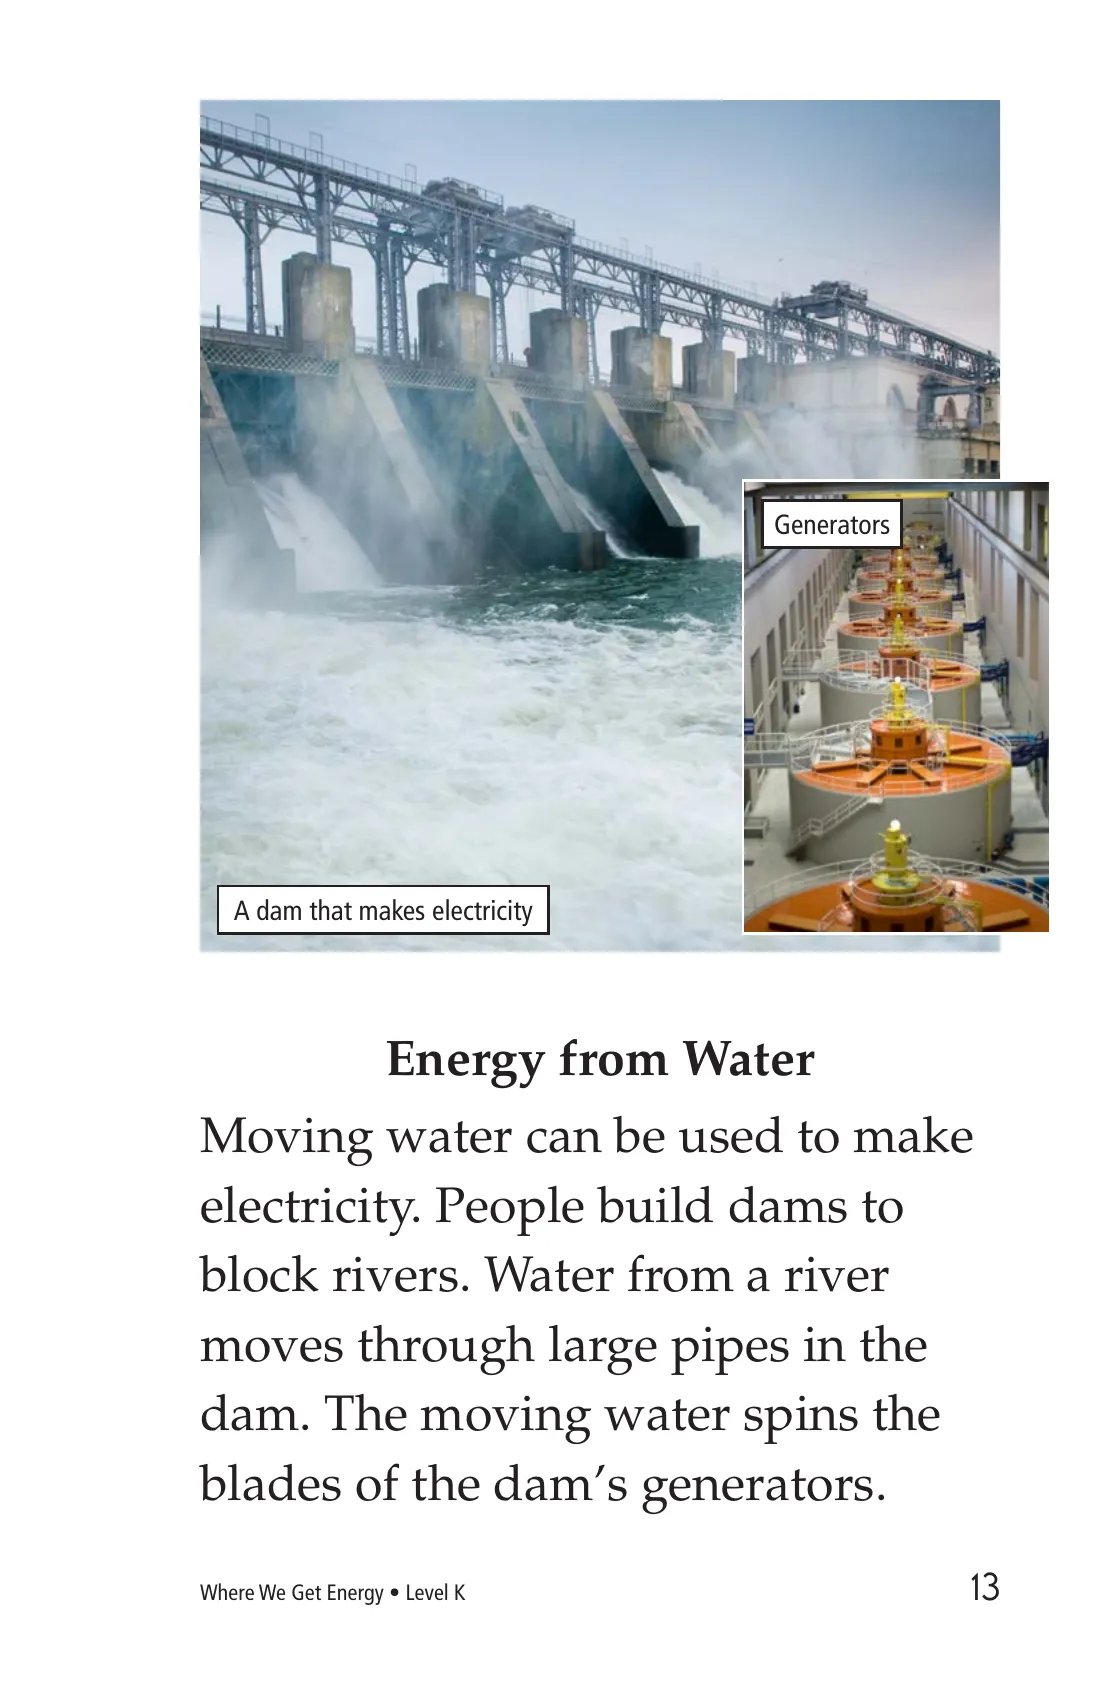 Generators
A dam that makes electricity
Energy from Water
Moving water can be used to make
electricity. People build dams to
block rivers. Water from a river
moves through large pipes in the
dam. The moving water spins the
blades of the dam’s generators.
Where We Get Energy • Level K
13